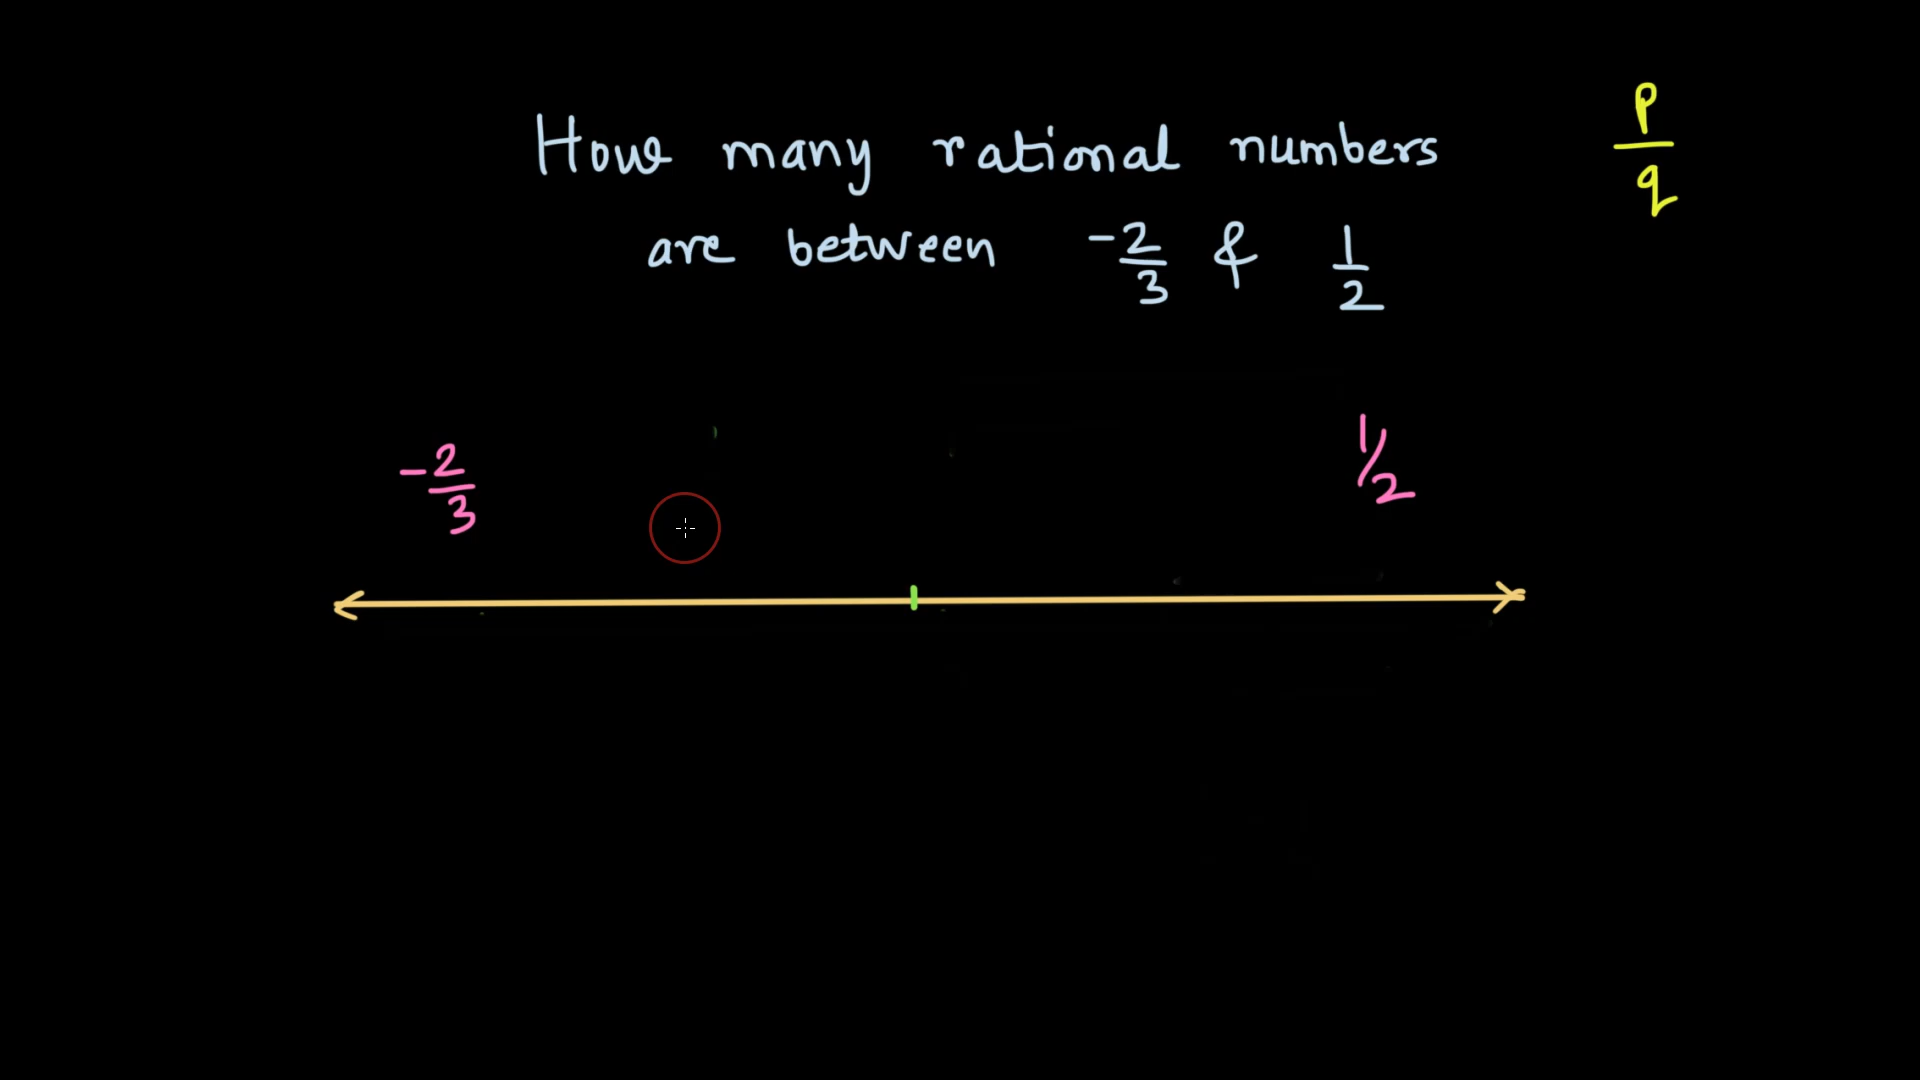 How many rational numbers
are between -2/3 & 1/2
p/q
-2/3
1/2